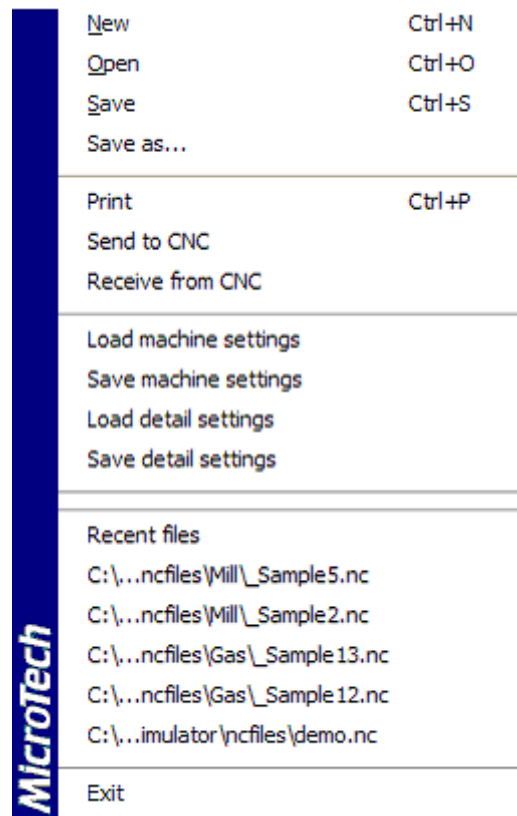 New Ctrl+N
Open Ctrl+O
Save Ctrl+S
Save as...
Print Ctrl+P
Send to CNC
Receive from CNC
Load machine settings
Save machine settings
Load detail settings
Save detail settings
Recent files
C:\...ncfiles\Mill\_Sample5.nc
C:\...ncfiles\Mill\_Sample2.nc
C:\...ncfiles\Gas\_Sample13.nc
C:\...ncfiles\Gas\_Sample12.nc
C:\...imulator\ncfiles\demo.nc
Exit
MicroTech